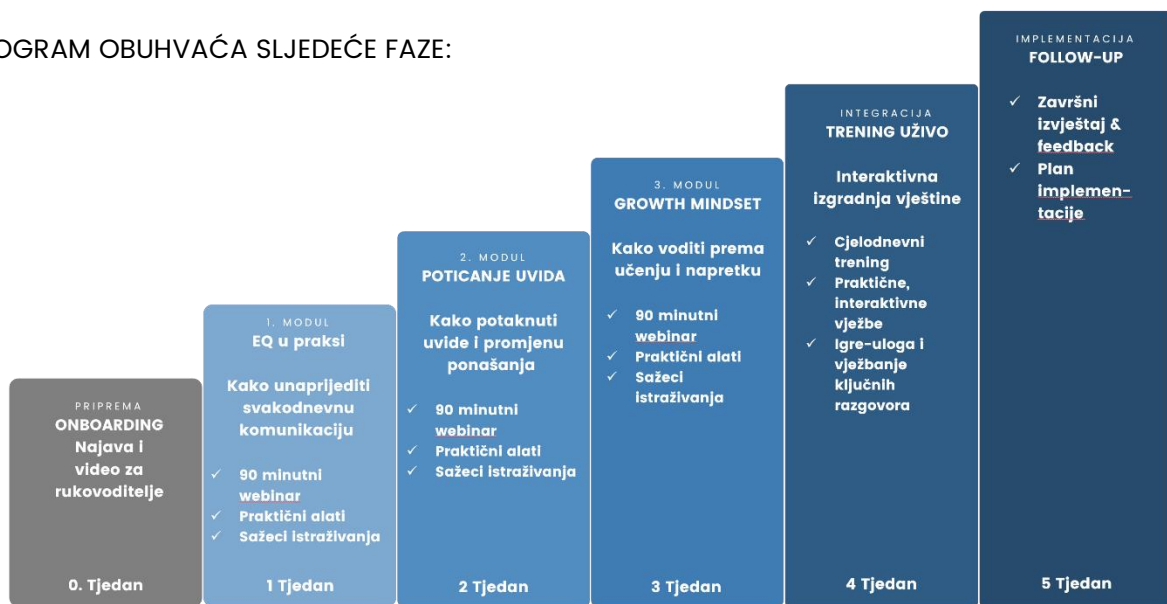 OGRAM OBUHVAĆA SLJEDEĆE FAZE:
PRIPREMA
ONBOARDING
Najava i
video za
rukovoditelje
0. Tjedan
1. MODUL
EQ u praksi
Kako unaprijediti
svakodnevnu
komunikaciju
✓ 90 minutni
webinar
✓ Praktični alati
✓ Sažeci istraživanja
1 Tjedan
2. MODUL
POTICANJE UVIDA
Kako potaknuti
uvide i promjenu
ponašanja
✓ 90 minutni
webinar
✓ Praktični alati
✓ Sažeci istraživanja
2 Tjedan
3. MODUL
GROWTH MINDSET
Kako voditi prema
učenju i napretku
✓ 90 minutni
webinar
✓ Praktični alati
✓ Sažeci
istraživanja
3 Tjedan
INTEGRACIJA
TRENING UŽIVO
Interaktivna
izgradnja vještine
✓ Cjelodnevni
trening
✓ Praktične,
interaktivne
vježbe
✓ Igre-uloga i
vježbanje
ključnih
razgovora
4 Tjedan
IMPLEMENTACIJA
FOLLOW-UP
✓ Završni
izvještaj &
feedback
✓ Plan
implemen-
tacije
5 Tjedan